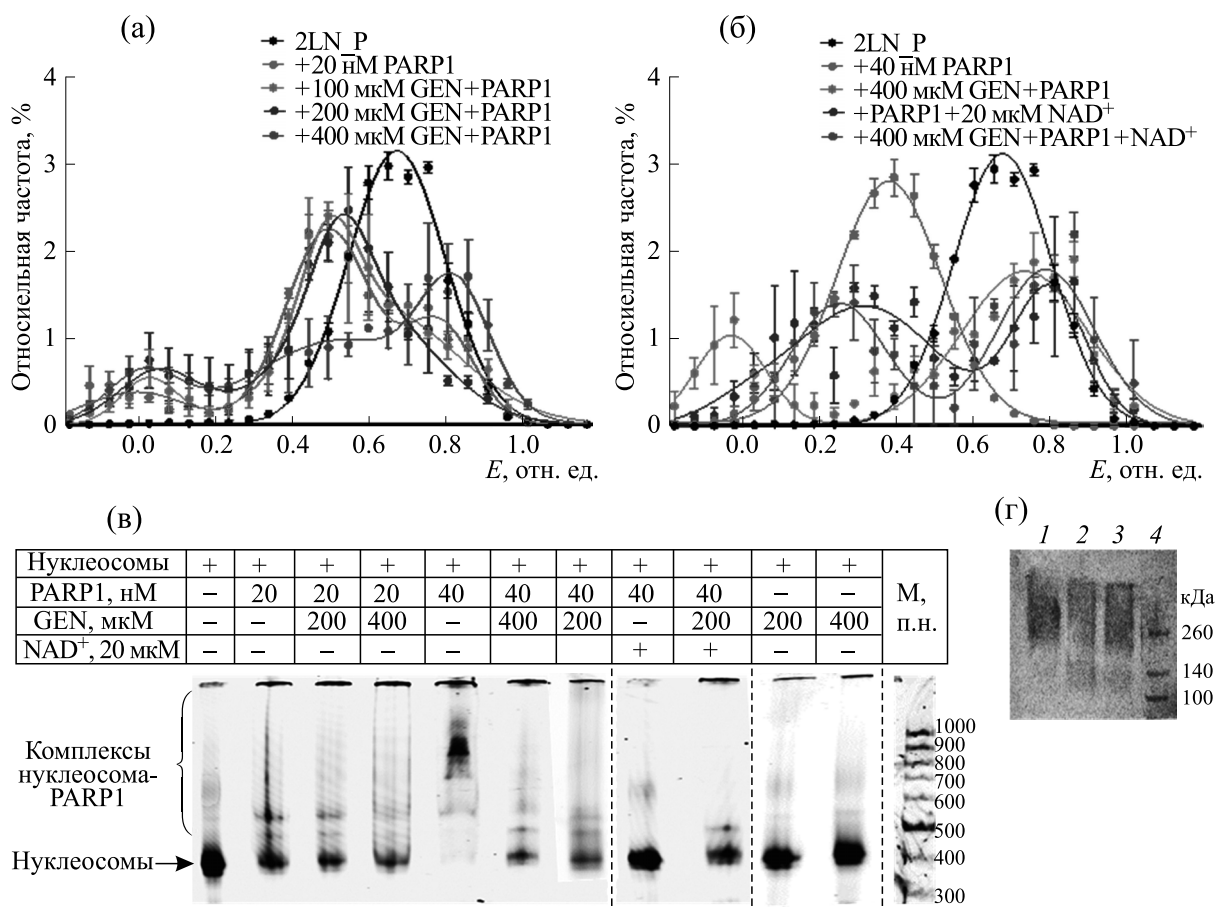 (а)
2LN_P
+20 нМ PARP1
+100 мкМ GEN+PARP1
+200 мкМ GEN+PARP1
+400 мкМ GEN+PARP1
Относиельная частота, %
4
3
2
1
0
0.0 0.2 0.4 0.6 0.8 1.0
E, отн. ед.
(б)
2LN_P
+40 нМ PARP1
+400 мкМ GEN+PARP1
+PARP1+20 мкМ NAD+
+400 мкМ GEN+PARP1+NAD+
Относиельная частота, %
4
3
2
1
0
0.0 0.2 0.4 0.6 0.8 1.0
E, отн. ед.
(в)
Нуклеосомы + + + + + + + + + + + М, п.н.
PARP1, нМ – 20 20 20 40 40 40 40 40 – –
GEN, мкМ – – 200 400 – 400 200 – 200 200 400
NAD+, 20 мкМ – – – – – – – + + – –
Комплексы
нуклеосома-
PARP1
Нуклеосомы
1000
900
800
700
600
500
400
300
(г)
1 2 3 4
кДа
260
140
100